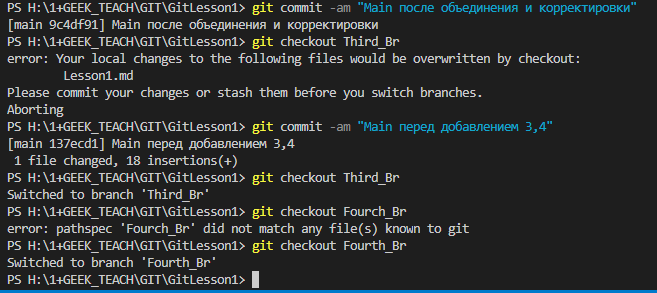 PS H:\1+GEEK_TEACH\GIT\GitLesson1> git commit -am "Main после объединения и корректировки"
[main 9c4df91] Main после объединения и корректировки
PS H:\1+GEEK_TEACH\GIT\GitLesson1> git checkout Third_Br
error: Your local changes to the following files would be overwritten by checkout:
        Lesson1.md
Please commit your changes or stash them before you switch branches.
Aborting
PS H:\1+GEEK_TEACH\GIT\GitLesson1> git commit -am "Main перед добавлением 3,4"
[main 137ecd1] Main перед добавлением 3,4
 1 file changed, 18 insertions(+)
PS H:\1+GEEK_TEACH\GIT\GitLesson1> git checkout Third_Br
Switched to branch 'Third_Br'
PS H:\1+GEEK_TEACH\GIT\GitLesson1> git checkout Fourch_Br
error: pathspec 'Fourch_Br' did not match any file(s) known to git
PS H:\1+GEEK_TEACH\GIT\GitLesson1> git checkout Fourth_Br
Switched to branch 'Fourth_Br'
PS H:\1+GEEK_TEACH\GIT\GitLesson1>